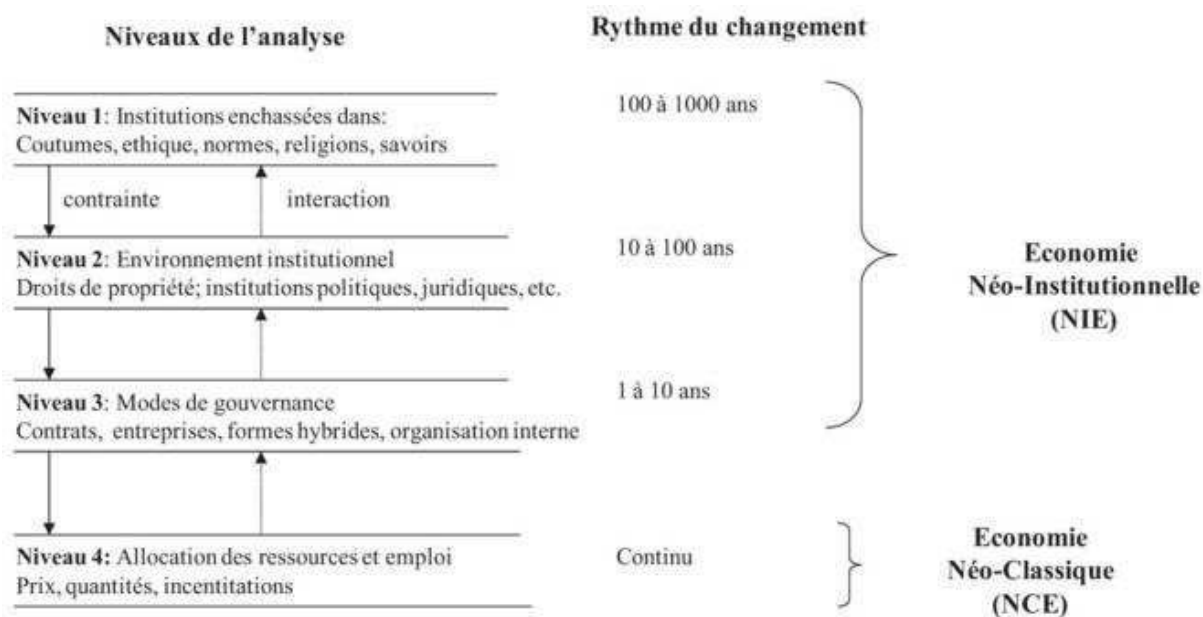 Niveaux de l'analyse
Rythme du changement
Niveau 1: Institutions enchassées dans:
Coutumes, ethique, normes, religions, savoirs
100 à 1000 ans
contrainte
interaction
Niveau 2: Environnement institutionnel
Droits de propriété; institutions politiques, juridiques, etc.
10 à 100 ans
Economie
Néo-Institutionnelle
(NIE)
Niveau 3: Modes de gouvernance
Contrats, entreprises, formes hybrides, organisation interne
1 à 10 ans
Niveau 4: Allocation des ressources et emploi
Prix, quantités, incentitations
Continu
Economie
Néo-Classique
(NCE)